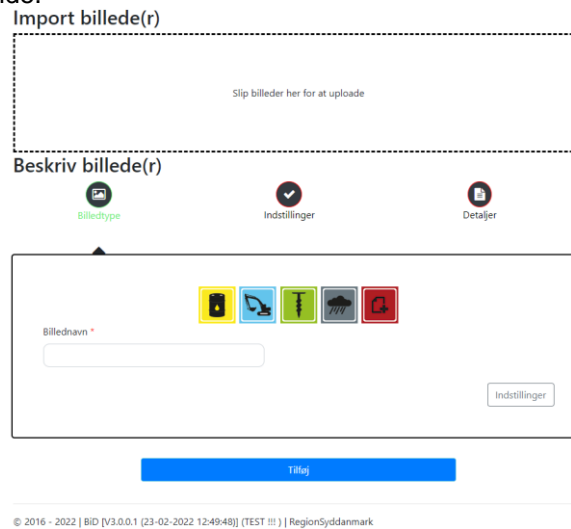 Import billede(r)
Slip billeder her for at uploade
Beskriv billede(r)
Billedtype
Indstillinger
Detaljer
Billednavn *
Indstillinger
Tilføj
© 2016 - 2022 | BiD [V3.0.0.1 (23-02-2022 12:49:48)] (TEST !!! ) | RegionSyddanmark